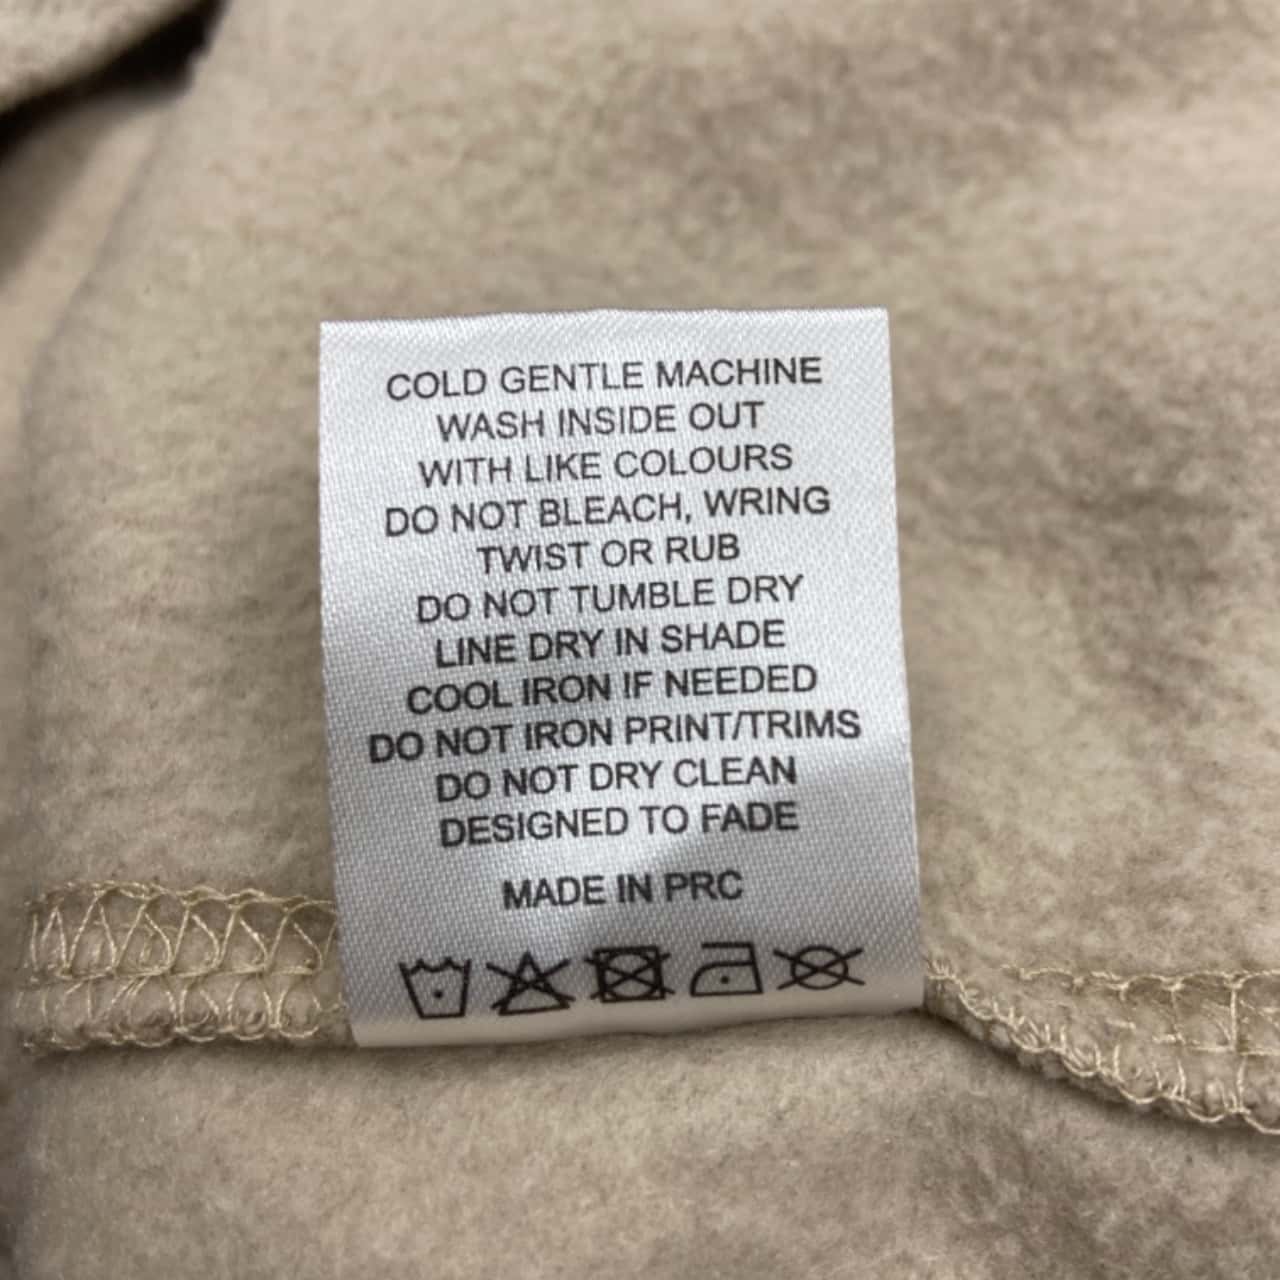 COLD GENTLE MACHINE
WASH INSIDE OUT
WITH LIKE COLOURS
DO NOT BLEACH, WRING
TWIST OR RUB
DO NOT TUMBLE DRY
LINE DRY IN SHADE
COOL IRON IF NEEDED
DO NOT IRON PRINT/TRIMS
DO NOT DRY CLEAN
DESIGNED TO FADE
MADE IN PRC